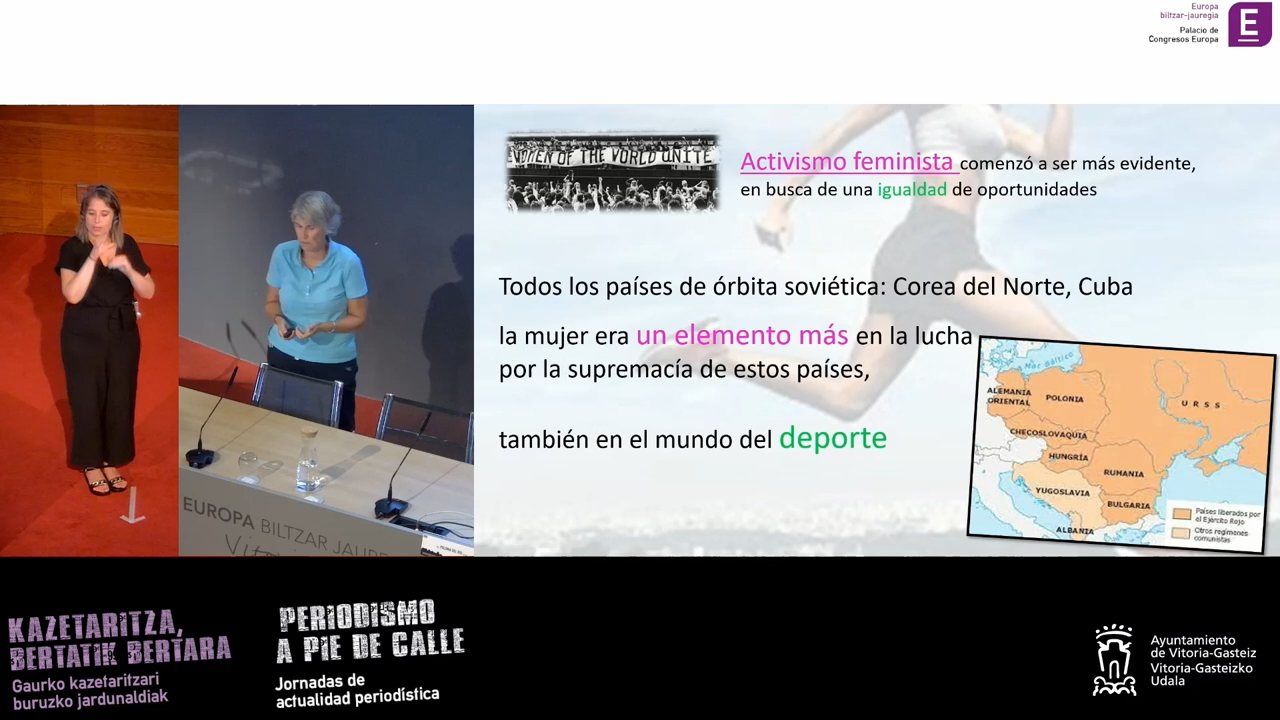 Europa
biltzar-jauregia
Palacio de
Congresos Europa
E
WOMEN OF THE WORLD UNITE
Activismo feminista comenzó a ser más evidente,
en busca de una igualdad de oportunidades
Todos los países de órbita soviética: Corea del Norte, Cuba
la mujer era un elemento más en la lucha
por la supremacía de estos países,
también en el mundo del deporte
Mar Báltico
ALEMANIA
ORIENTAL
POLONIA
URSS
CHECOSLOVAQUIA
HUNGRÍA
RUMANIA
YUGOSLAVIA
BULGARIA
ALBANIA
Países liberados por
el Ejército Rojo
Otros regímenes
comunistas
EUROPA BILTZAR JAURE
KAZETARITZA,
BERTATIK BERTARA
Gaurko kazetaritzari
buruzko jardunaldiak
PERIODISMO
A PIE DE CALLE
Jornadas de
actualidad periodística
Ayuntamiento
de Vitoria-Gasteiz
Vitoria-Gasteizko
Udala